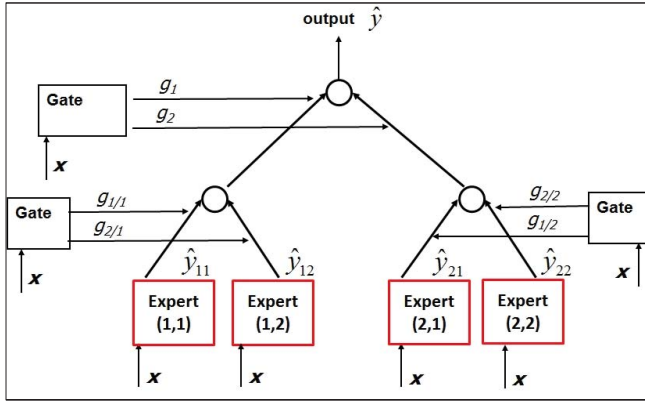 output ŷ
g₁
Gate
g₂
x
g₁/₁
g₂/₂
Gate
Gate
g₂/₁
g₁/₂
ŷ₁₁ ŷ₁₂ ŷ₂₁ ŷ₂₂
x x
Expert Expert Expert Expert
(1,1) (1,2) (2,1) (2,2)
x x x x